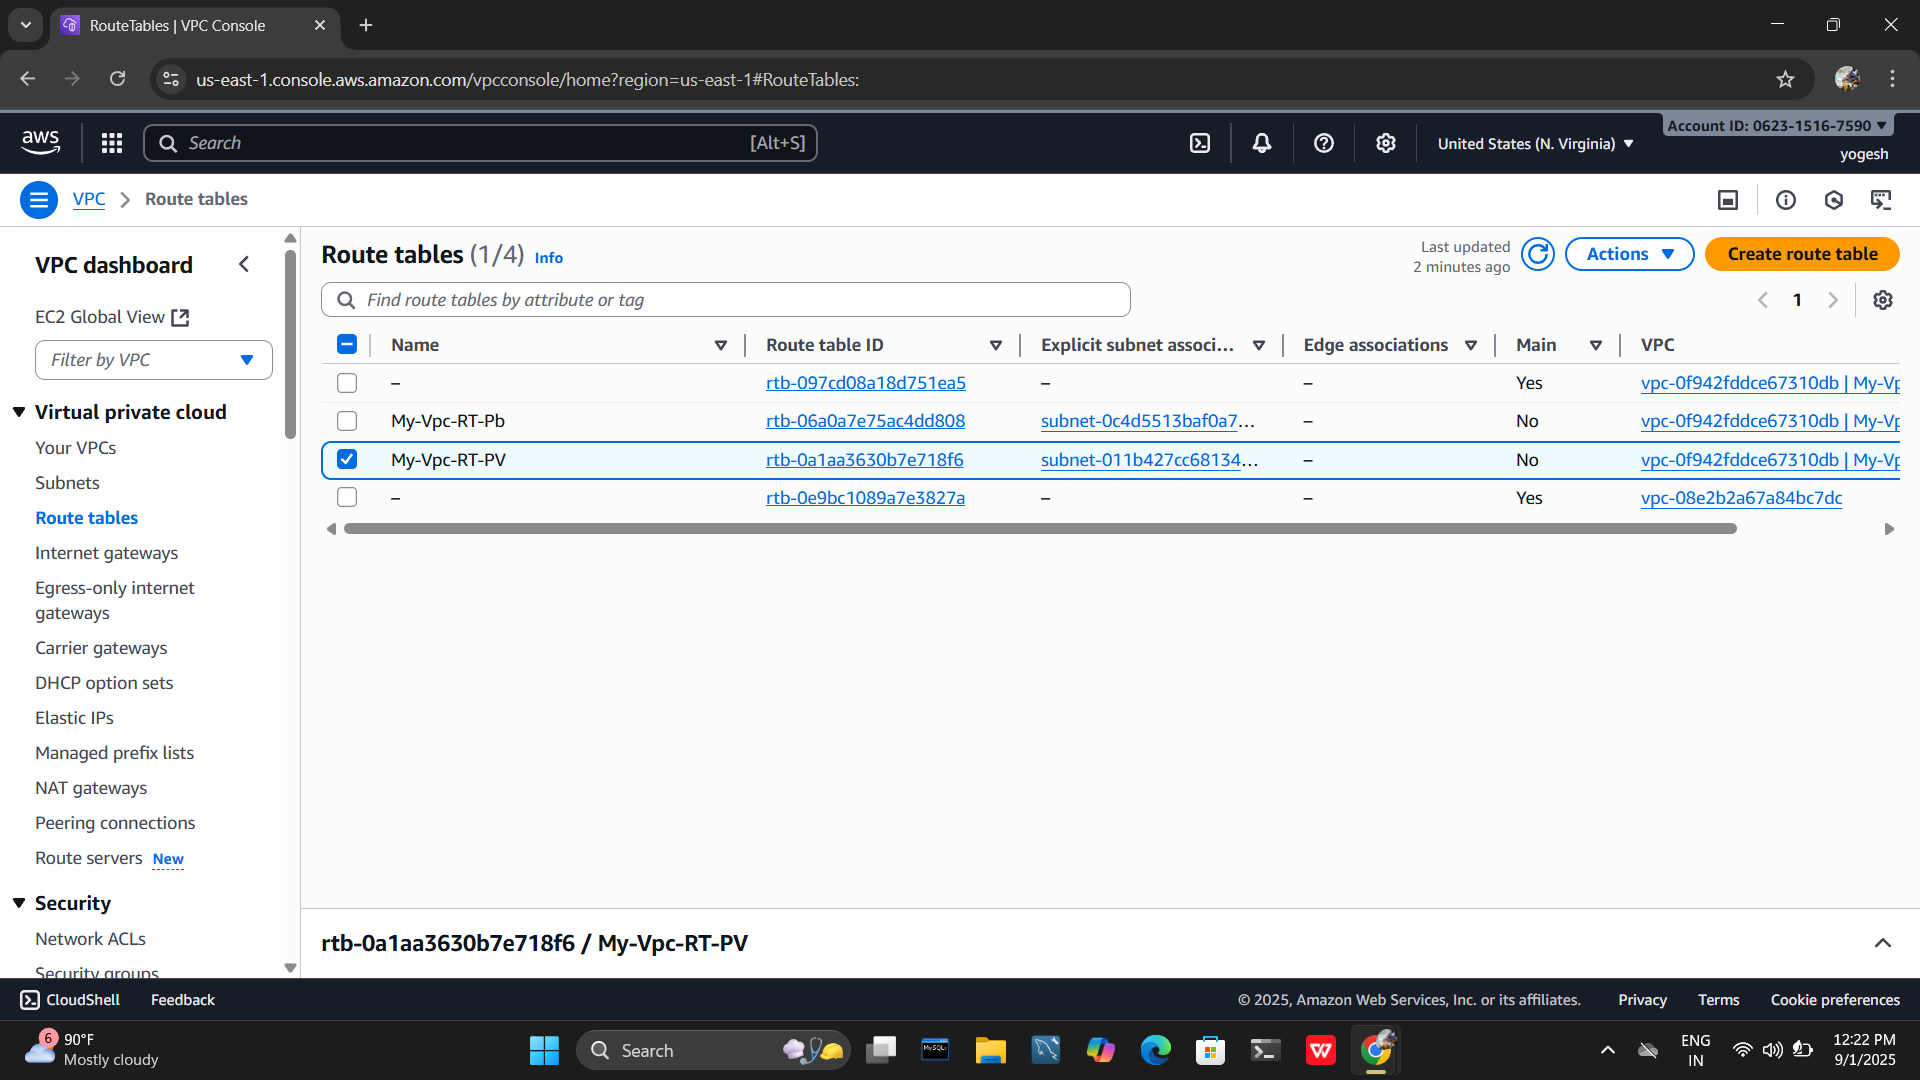 RouteTables | VPC Console
us-east-1.console.aws.amazon.com/vpcconsole/home?region=us-east-1#RouteTables:
aws
Search [Alt+S]
United States (N. Virginia)
Account ID: 0623-1516-7590
yogesh
VPC
Route tables
VPC dashboard
EC2 Global View
Filter by VPC
Virtual private cloud
Your VPCs
Subnets
Route tables
Internet gateways
Egress-only internet
gateways
Carrier gateways
DHCP option sets
Elastic IPs
Managed prefix lists
NAT gateways
Peering connections
Route servers New
Security
Network ACLs
Security groups
Route tables (1/4) Info
Last updated
2 minutes ago
Actions
Create route table
Find route tables by attribute or tag
1
Name Route table ID Explicit subnet associ... Edge associations Main VPC
– rtb-097cd08a18d751ea5 – – Yes vpc-0f942fddce67310db | My-Vp
My-Vpc-RT-Pb rtb-06a0a7e75ac4dd808 subnet-0c4d5513baf0a7... – No vpc-0f942fddce67310db | My-Vp
My-Vpc-RT-PV rtb-0a1aa3630b7e718f6 subnet-011b427cc68134... – No vpc-0f942fddce67310db | My-Vp
– rtb-0e9bc1089a7e3827a – – Yes vpc-08e2b2a67a84bc7dc
rtb-0a1aa3630b7e718f6 / My-Vpc-RT-PV
CloudShell Feedback © 2025, Amazon Web Services, Inc. or its affiliates. Privacy Terms Cookie preferences
6
90°F
Mostly cloudy
Search
MySQL
W
ENG
IN
12:22 PM
9/1/2025